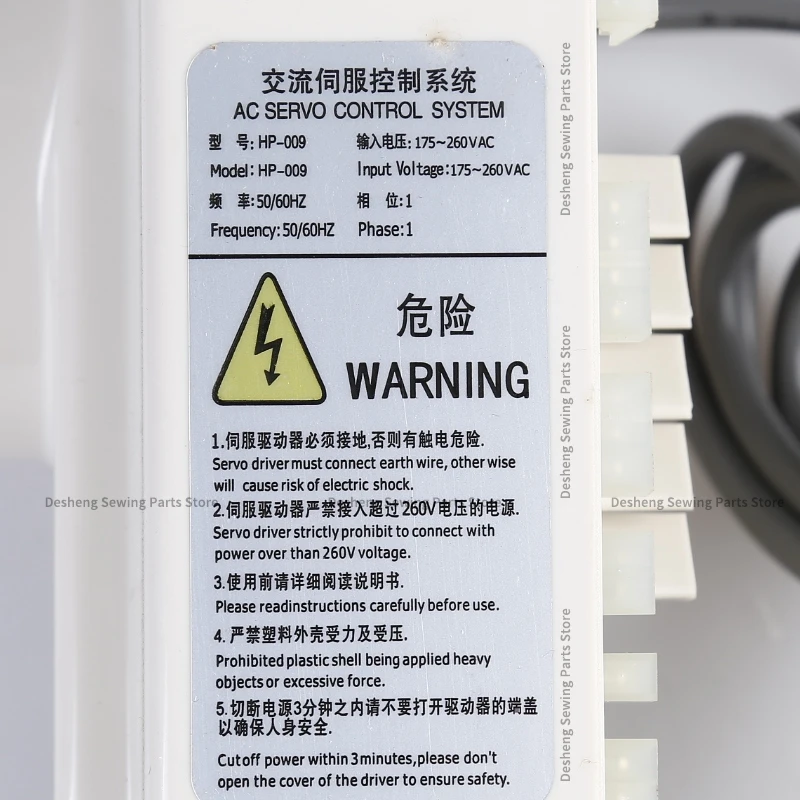 交流伺服控制系统
AC SERVO CONTROL SYSTEM
型 号: HP-009 输入电压: 175~260VAC
Model: HP-009 Input Voltage:175~260VAC
频 率:50/60HZ 相 位:1
Frequency:50/60HZ Phase:1
危险
WARNING
1.伺服驱动器必须接地,否则有触电危险.
Servo driver must connect earth wire, other wise
will cause risk of electric shock.
2.伺服驱动器严禁接入超过260V电压的电源.
Servo driver strictly prohibit to connect with
power over than 260V voltage.
3.使用前请详细阅读说明书.
Please readinstructions carefully before use.
4.严禁塑料外壳受力及受压.
Prohibited plastic shell being applied heavy
objects or excessive force.
5.切断电源3分钟之内请不要打开驱动器的端盖
以确保人身安全.
Cutoff power within 3minutes,please don't
open the cover of the driver to ensure safety.
Desheng Sewing Parts Store
Desheng Sewing Parts Store
Desheng Sewing Parts Store
Desheng Sewing Parts Store
Desheng Sewing Parts Store
Desheng Sewing Parts Store